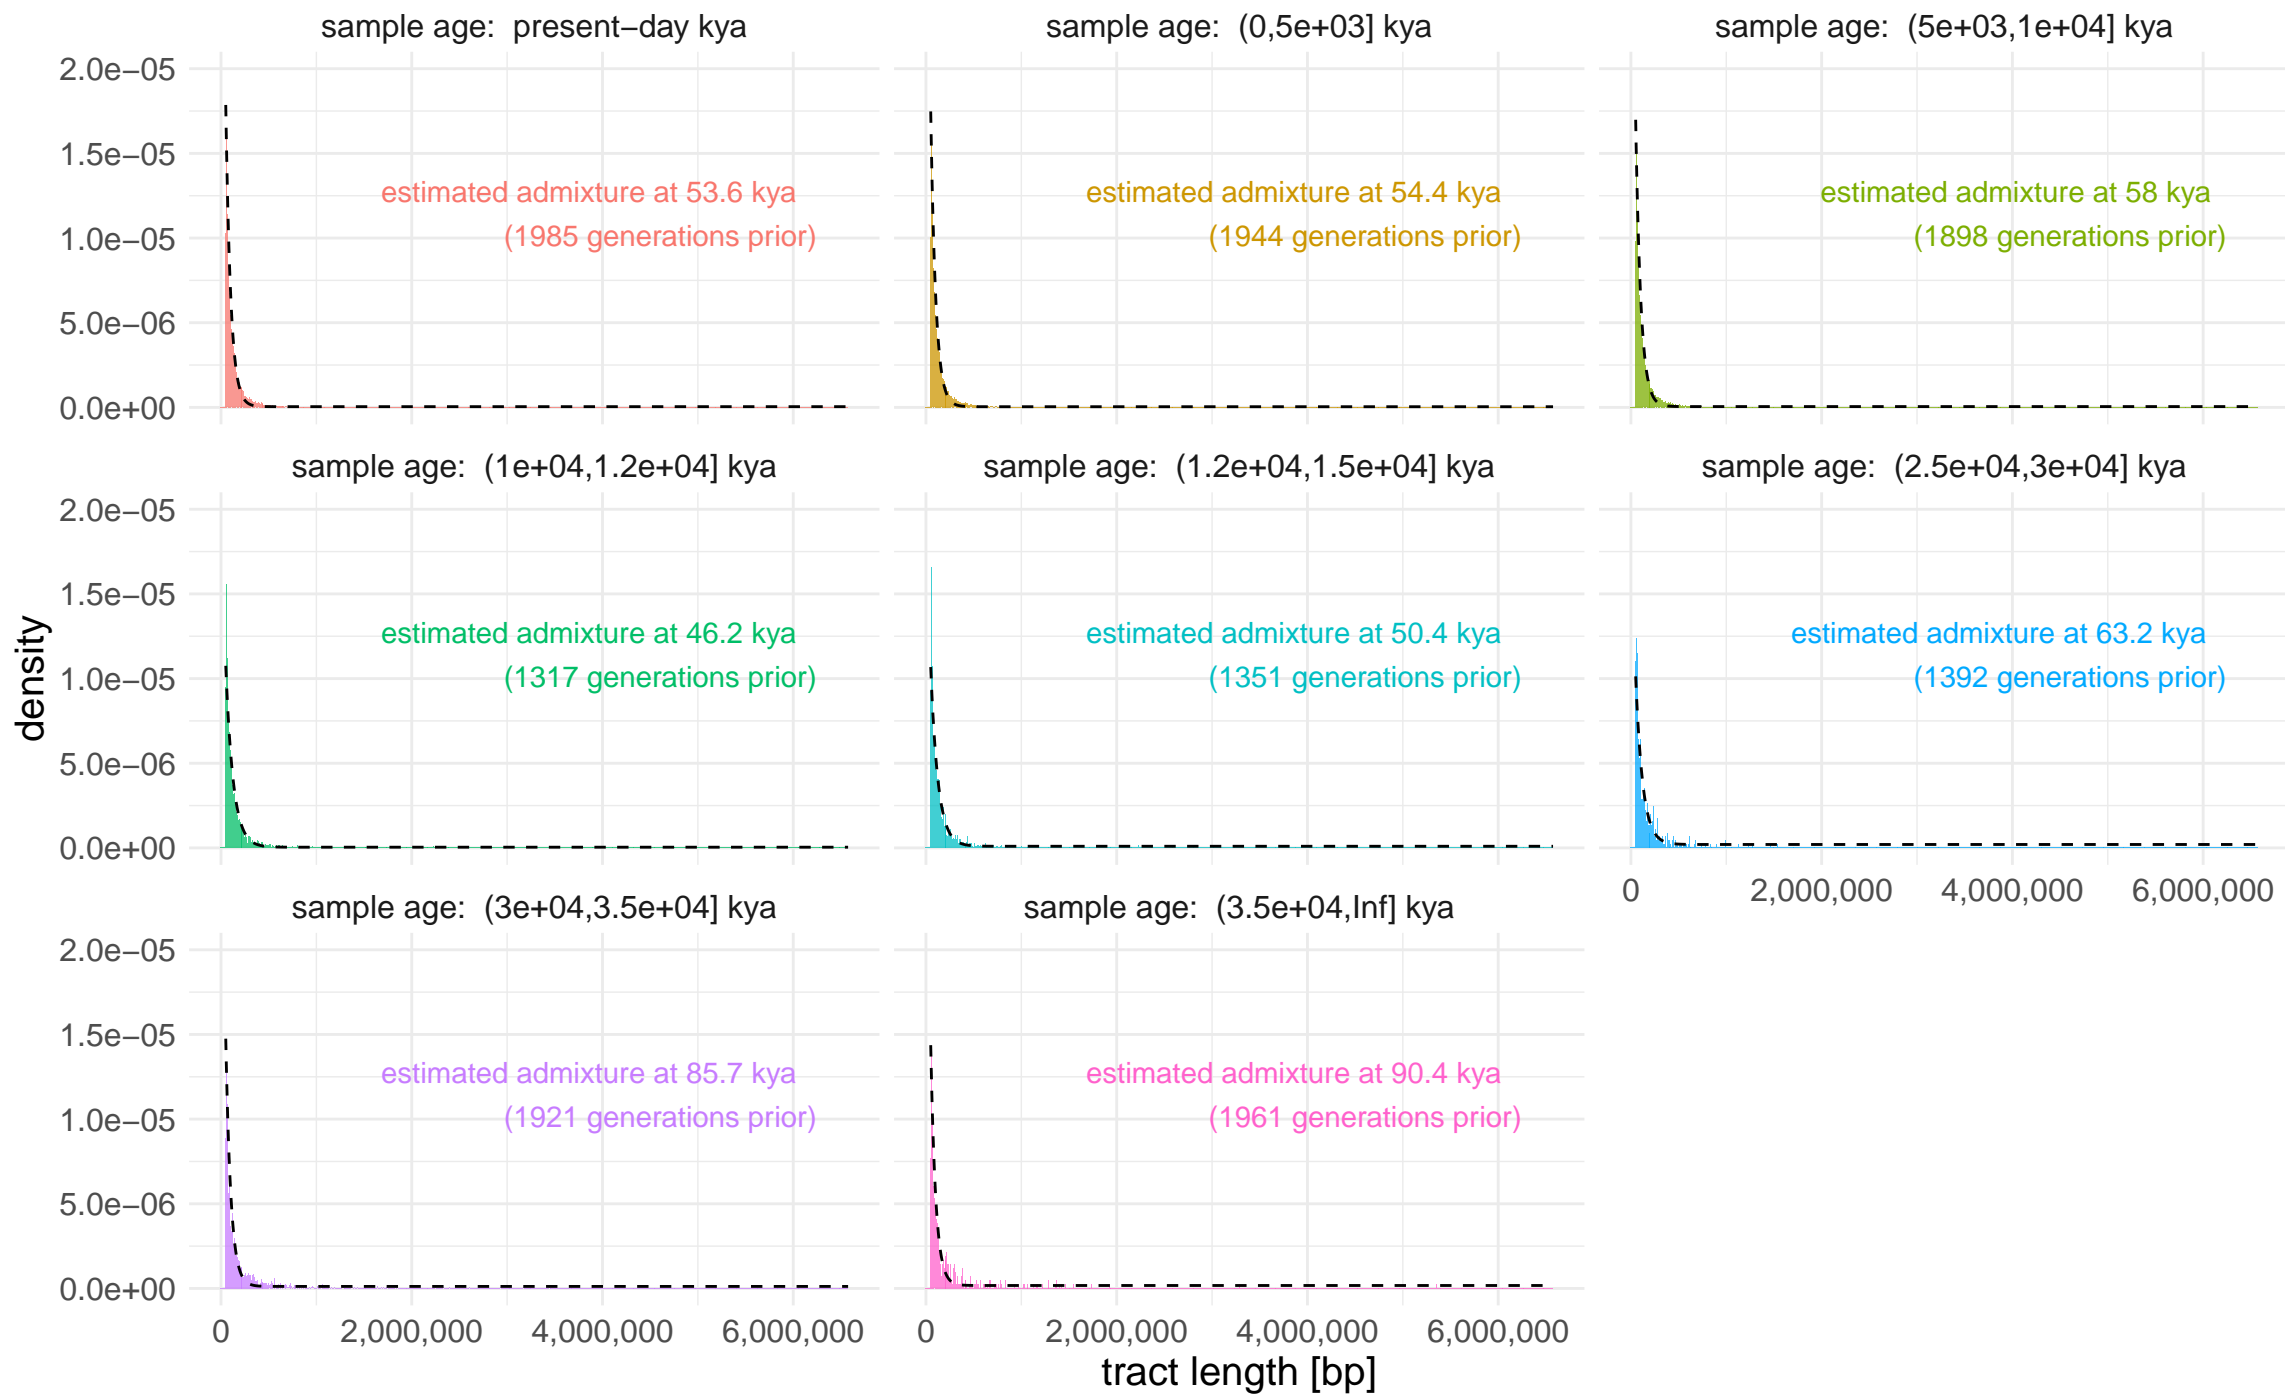 sample age:  present−day kya
sample age:  (0,5e+03] kya
sample age:  (5e+03,1e+04] kya
2.0e−05
1.5e−05
1.0e−05
5.0e−06
0.0e+00
estimated admixture at 53.6 kya
(1985 generations prior)
estimated admixture at 54.4 kya
(1944 generations prior)
estimated admixture at 58 kya
(1898 generations prior)
sample age:  (1e+04,1.2e+04] kya
sample age:  (1.2e+04,1.5e+04] kya
sample age:  (2.5e+04,3e+04] kya
density
2.0e−05
1.5e−05
1.0e−05
5.0e−06
0.0e+00
estimated admixture at 46.2 kya
(1317 generations prior)
estimated admixture at 50.4 kya
(1351 generations prior)
estimated admixture at 63.2 kya
(1392 generations prior)
0 2,000,000 4,000,000 6,000,000
sample age:  (3e+04,3.5e+04] kya
sample age:  (3.5e+04,Inf] kya
2.0e−05
1.5e−05
1.0e−05
5.0e−06
0.0e+00
estimated admixture at 85.7 kya
(1921 generations prior)
estimated admixture at 90.4 kya
(1961 generations prior)
0 2,000,000 4,000,000 6,000,000
0 2,000,000 4,000,000 6,000,000
tract length [bp]